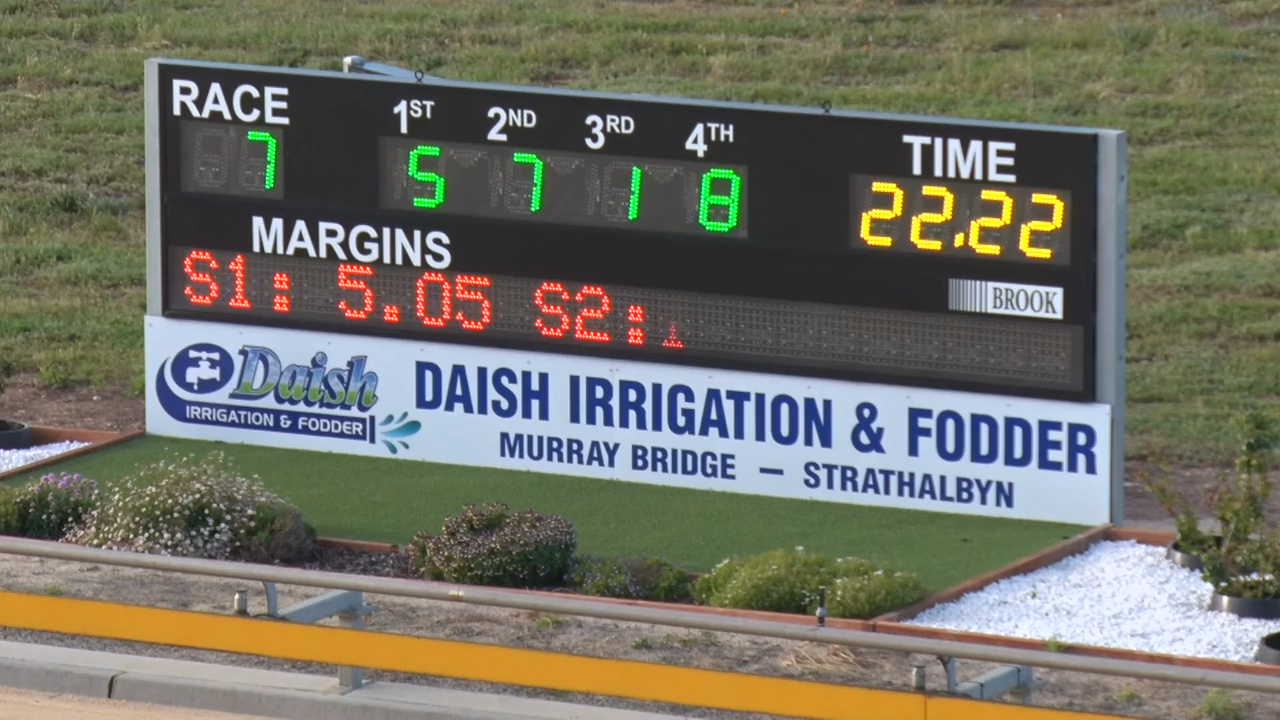 RACE 1ST 2ND 3RD 4TH TIME
7 5 7 1 8 22.22
MARGINS
S1: 5.05 S2:
BROOK
Daish
IRRIGATION & FODDER
DAISH IRRIGATION & FODDER
MURRAY BRIDGE — STRATHALBYN